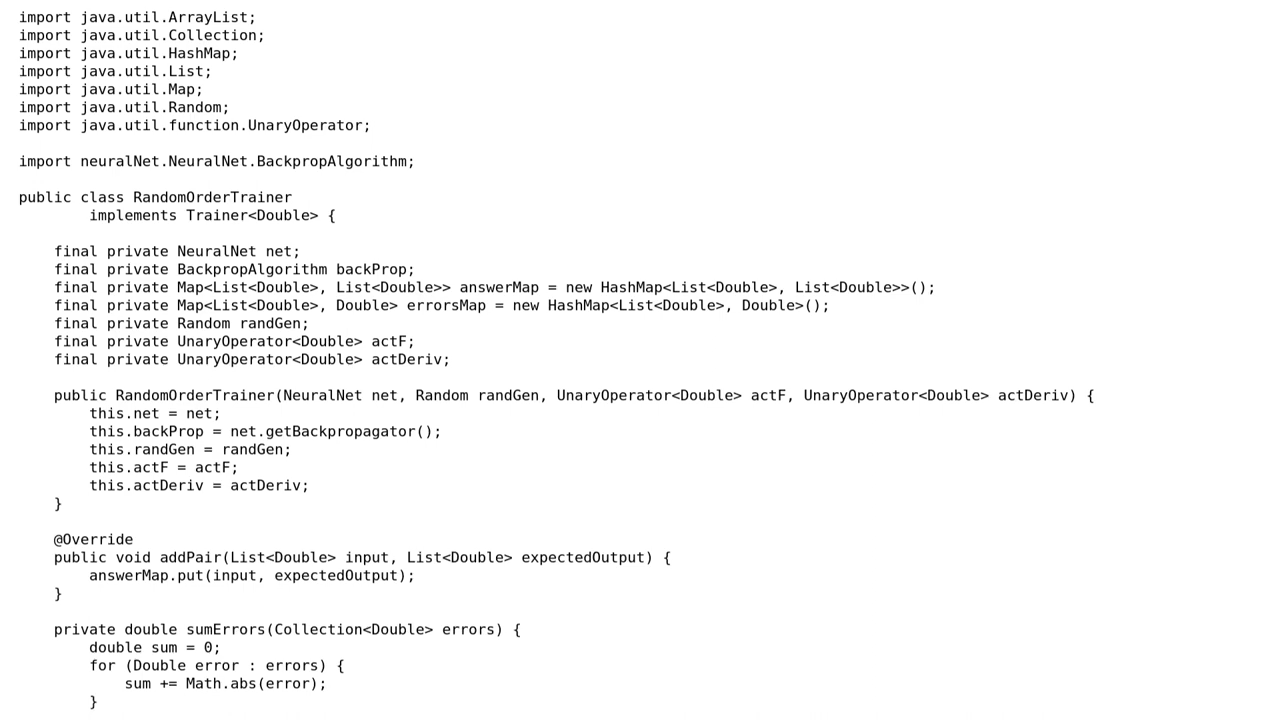 import java.util.ArrayList;
import java.util.Collection;
import java.util.HashMap;
import java.util.List;
import java.util.Map;
import java.util.Random;
import java.util.function.UnaryOperator;

import neuralNet.NeuralNet.BackpropAlgorithm;

public class RandomOrderTrainer
        implements Trainer<Double> {

    final private NeuralNet net;
    final private BackpropAlgorithm backProp;
    final private Map<List<Double>, List<Double>> answerMap = new HashMap<List<Double>, List<Double>>();
    final private Map<List<Double>, Double> errorsMap = new HashMap<List<Double>, Double>();
    final private Random randGen;
    final private UnaryOperator<Double> actF;
    final private UnaryOperator<Double> actDeriv;

    public RandomOrderTrainer(NeuralNet net, Random randGen, UnaryOperator<Double> actF, UnaryOperator<Double> actDeriv) {
        this.net = net;
        this.backProp = net.getBackpropagator();
        this.randGen = randGen;
        this.actF = actF;
        this.actDeriv = actDeriv;
    }

    @Override
    public void addPair(List<Double> input, List<Double> expectedOutput) {
        answerMap.put(input, expectedOutput);
    }

    private double sumErrors(Collection<Double> errors) {
        double sum = 0;
        for (Double error : errors) {
            sum += Math.abs(error);
        }